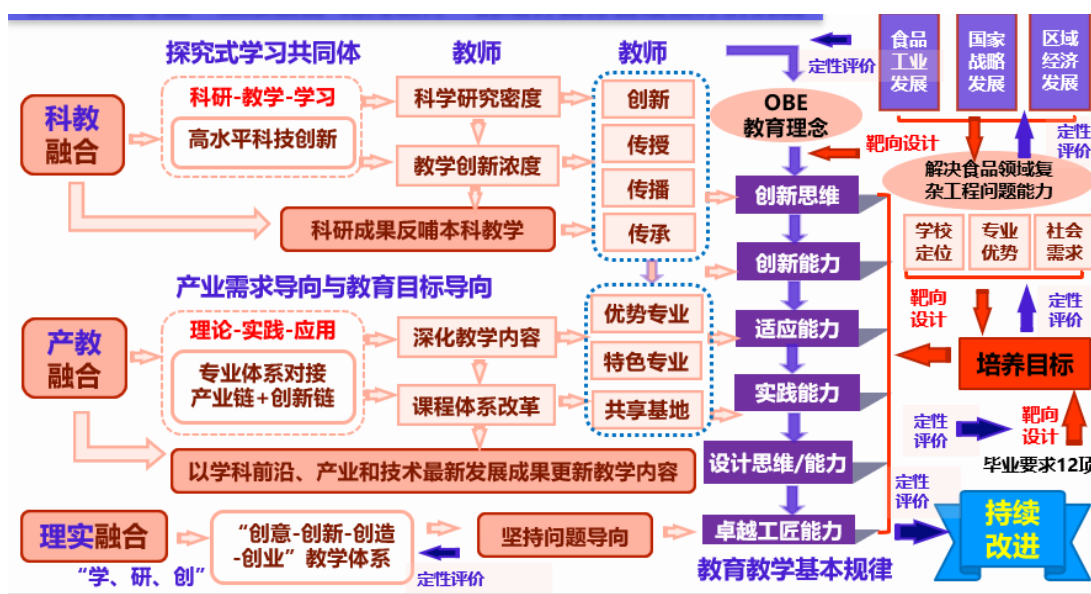 探究式学习共同体
教师
教师
科教
融合
科研-教学-学习
高水平科技创新
科学研究密度
教学创新浓度
科研成果反哺本科教学
创新
传授
传播
传承
产业需求导向与教育目标导向
产教
融合
理论-实践-应用
专业体系对接
产业链+创新链
深化教学内容
课程体系改革
优势专业
特色专业
共享基地
以学科前沿、产业和技术最新发展成果更新教学内容
理实融合
“学、研、创”
“创意-创新-创造
-创业”教学体系
定性评价
坚持问题导向
定性评价
OBE
教育理念
靶向设计
创新思维
创新能力
适应能力
实践能力
设计思维/能力
卓越工匠能力
教育教学基本规律
食品
工业
发展
国家
战略
发展
区域
经济
发展
定性
评价
解决食品领域复
杂工程问题能力
学校
定位
专业
优势
社会
需求
靶向
设计
定性
评价
培养目标
定性
评价
靶向
设计
毕业要求12项
定性
评价
持续
改进